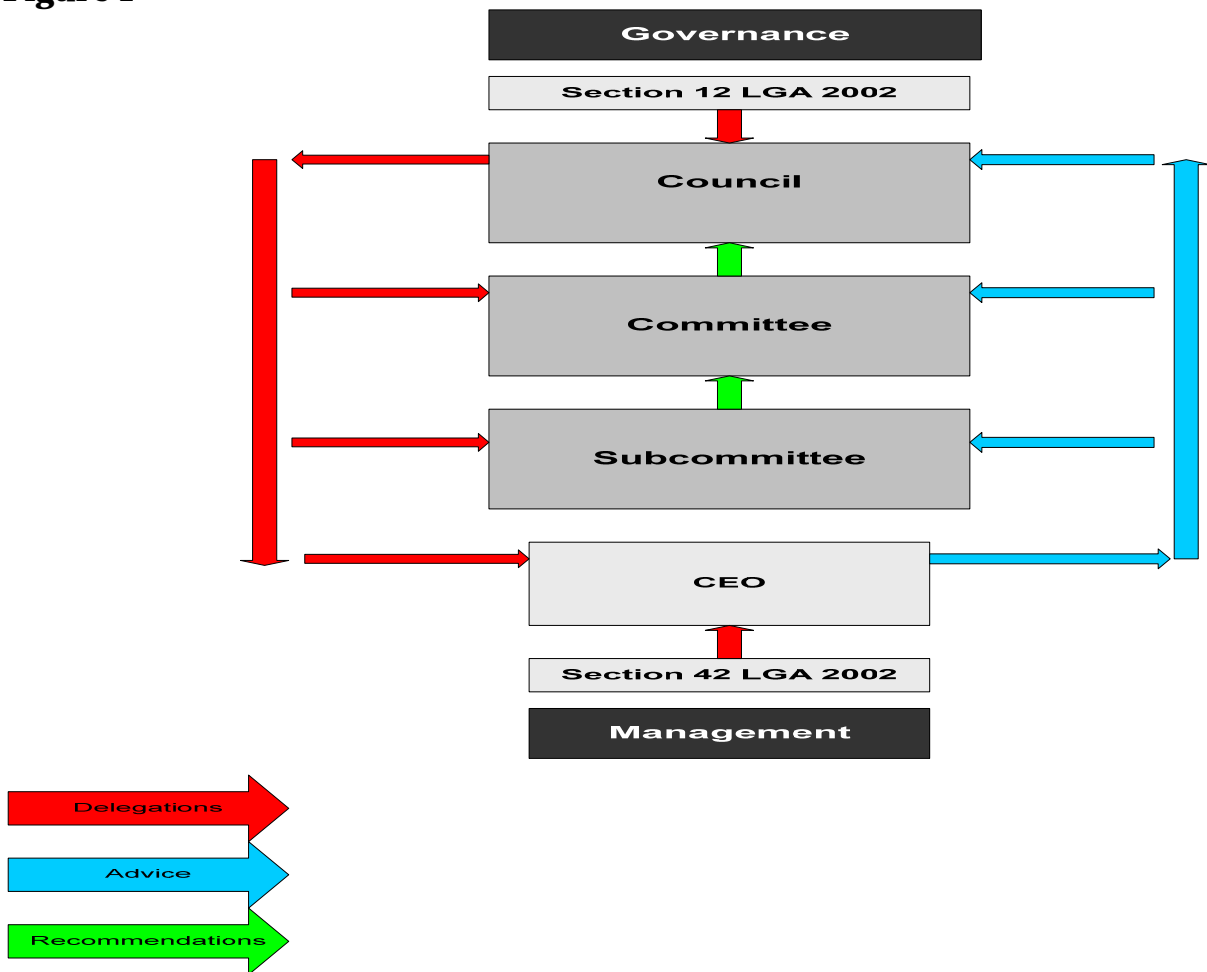 Governance
Section 12 LGA 2002
Council
Committee
Subcommittee
CEO
Section 42 LGA 2002
Management
Delegations
Advice
Recommendations